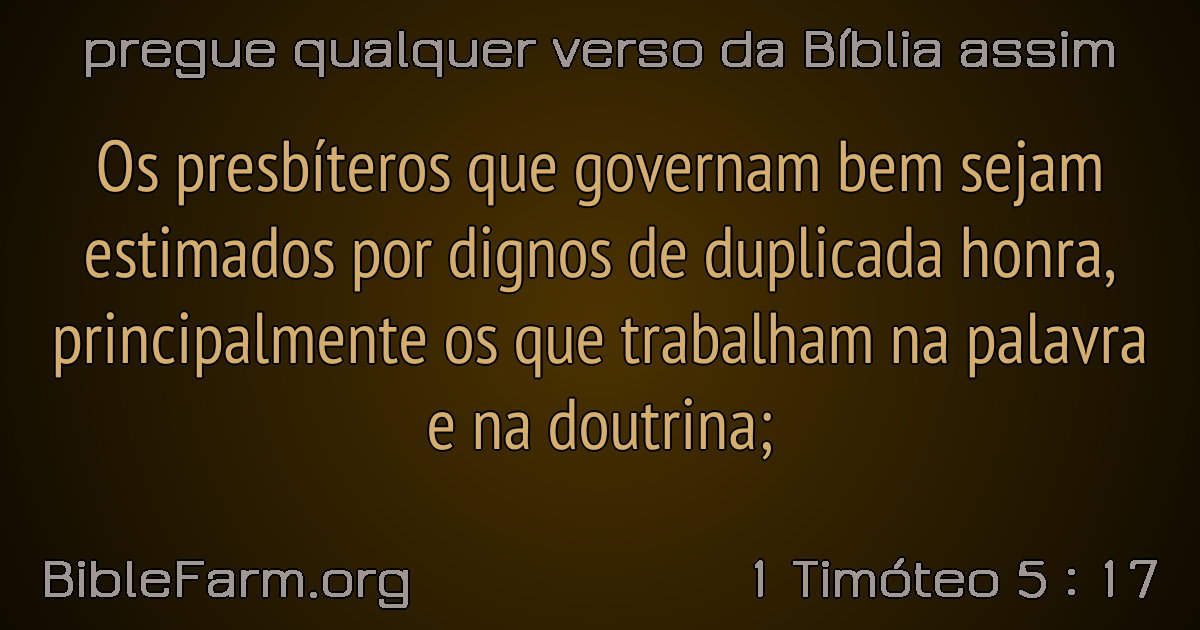 pregue qualquer verso da Bíblia assim
Os presbíteros que governam bem sejam
estimados por dignos de duplicada honra,
principalmente os que trabalham na palavra
e na doutrina;
BibleFarm.org
1 Timóteo 5 : 17